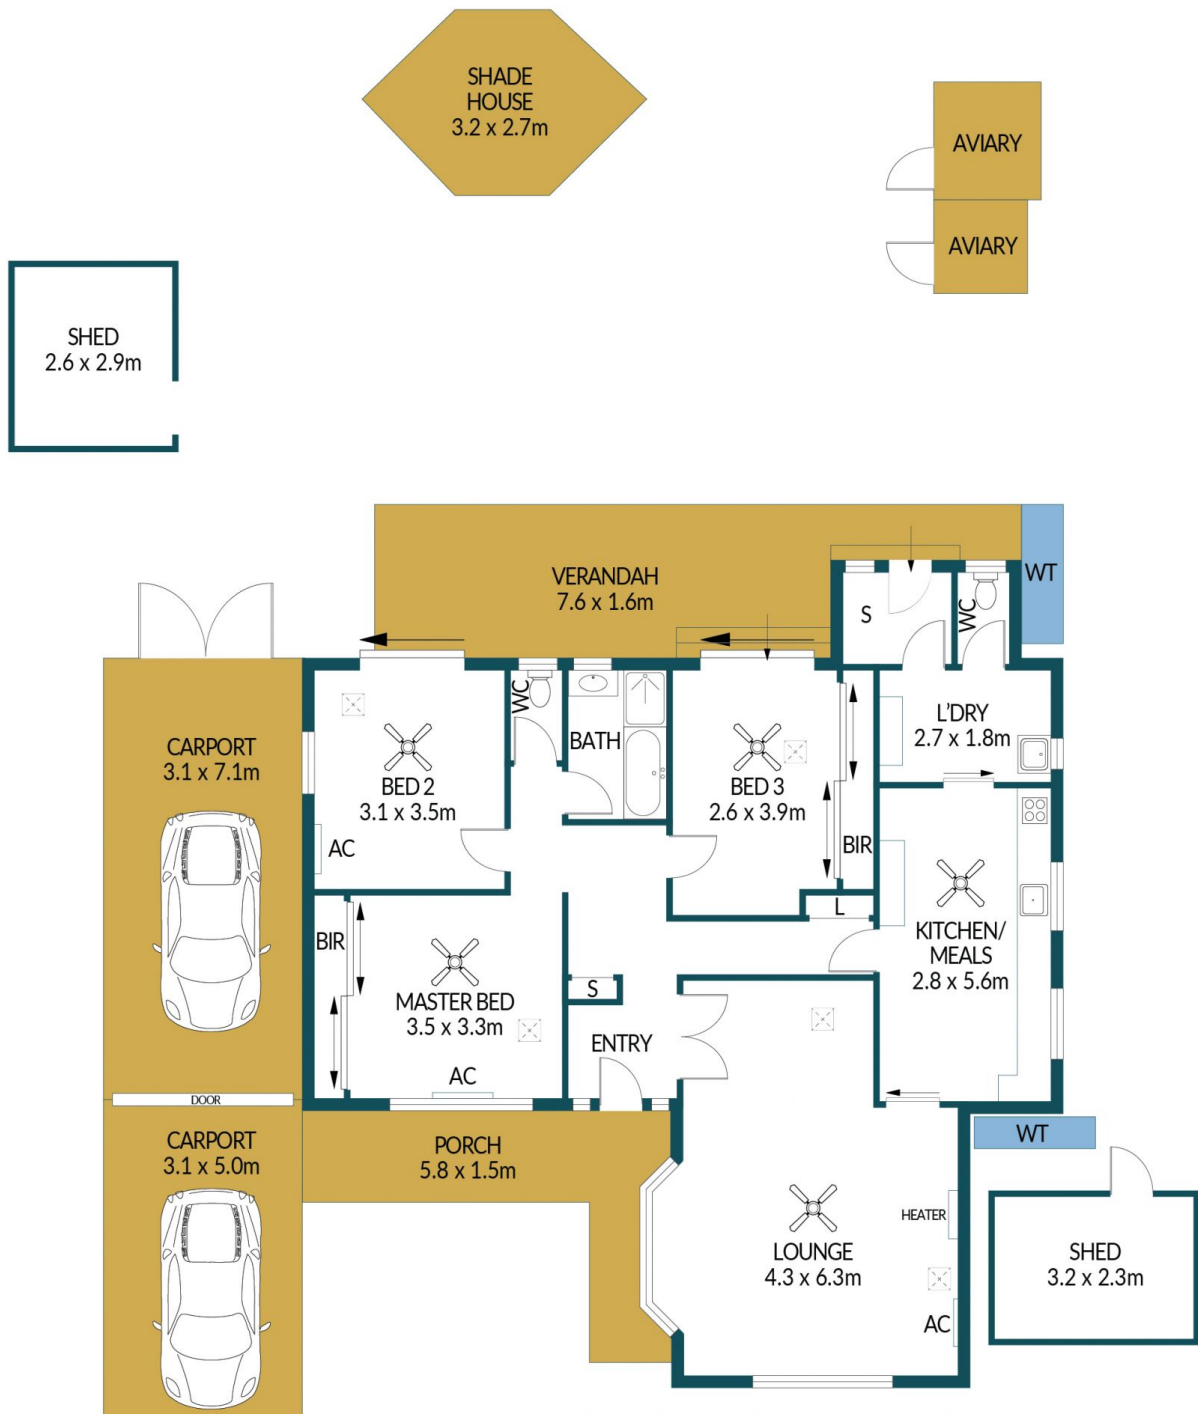 SHADE
HOUSE
3.2 x 2.7m
AVIARY
AVIARY
SHED
2.6 x 2.9m
VERANDAH
7.6 x 1.6m
WT
S
WC
WC
BATH
CARPORT
3.1 x 7.1m
BED 2
3.1 x 3.5m
AC
BED 3
2.6 x 3.9m
BIR
L'DRY
2.7 x 1.8m
L
KITCHEN/
MEALS
2.8 x 5.6m
BIR
MASTER BED
3.5 x 3.3m
AC
S
ENTRY
DOOR
CARPORT
3.1 x 5.0m
PORCH
5.8 x 1.5m
WT
HEATER
LOUNGE
4.3 x 6.3m
AC
SHED
3.2 x 2.3m